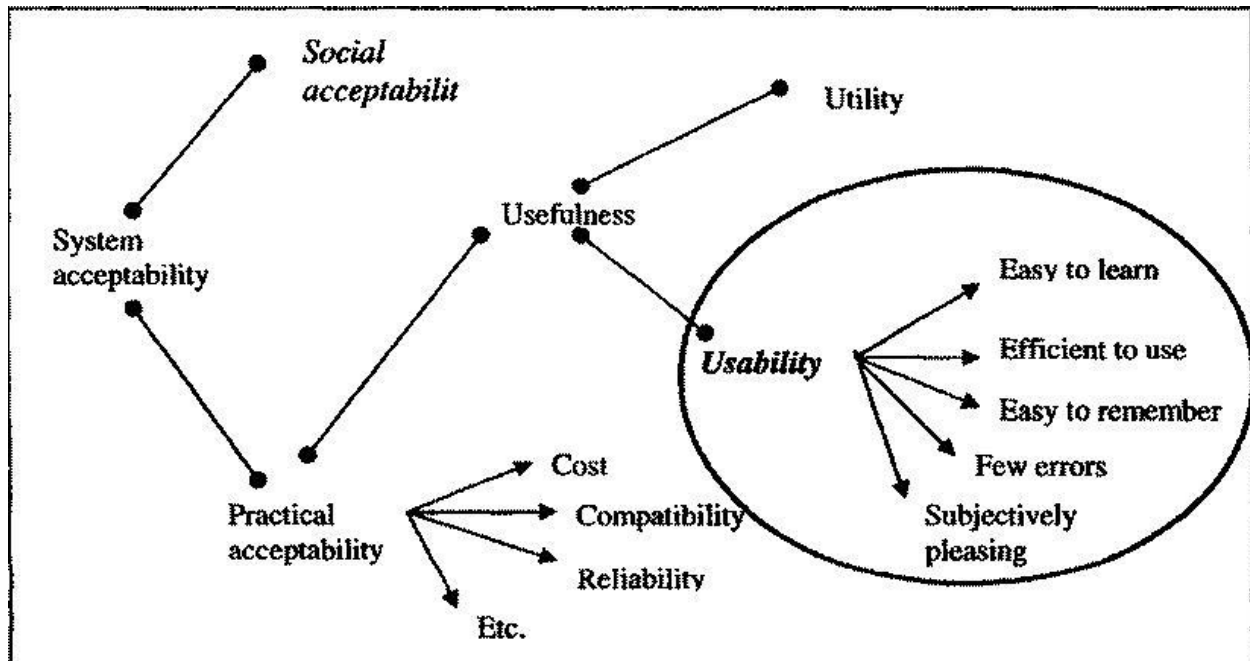 Social
acceptabilit
Utility
Usefulness
System
acceptability
Easy to learn
Usability
Efficient to use
Easy to remember
Few errors
Cost
Practical
acceptability
Compatibility
Subjectively
pleasing
Reliability
Etc.